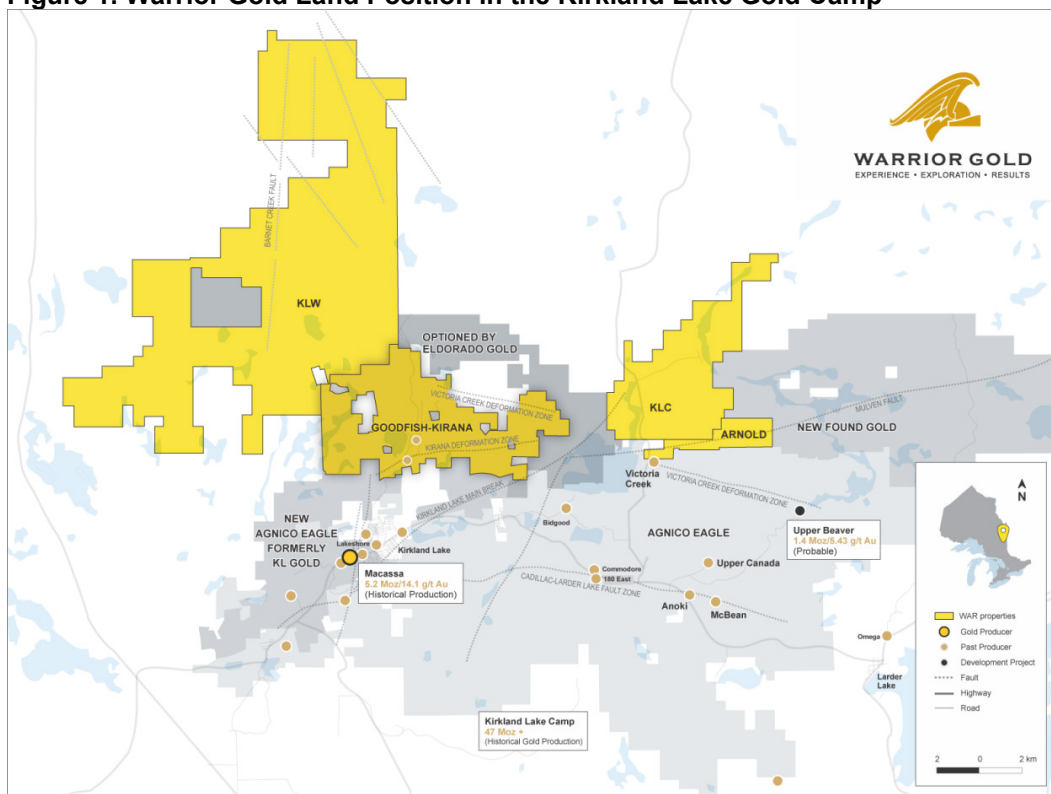 Figure 1: Warrior Gold Land Position in the Kirkland Lake Gold Camp
WARRIOR GOLD
EXPERIENCE • EXPLORATION • RESULTS
BARNET CREEK FAULT
KLW
OPTIONED BY
ELDORADO GOLD
VICTORIA CREEK DEFORMATION ZONE
GOODFISH-KIRANA
KIRANA DEFORMATION ZONE
KLC
ARNOLD
MULVEN FAULT
NEW FOUND GOLD
KIRKLAND LAKE MAIN BREAK
Victoria
Creek
VICTORIA CREEK DEFORMATION ZONE
NEW
AGNICO EAGLE
FORMERLY
KL GOLD
Lakeshore
Kirkland Lake
Bidgood
AGNICO EAGLE
Upper Beaver
1.4 Moz/5.43 g/t Au
(Probable)
Macassa
5.2 Moz/14.1 g/t Au
(Historical Production)
Commodore
180 East
Upper Canada
CADILLAC-LARDER LAKE FAULT ZONE
Anoki
McBean
Omega
Larder
Lake
Kirkland Lake Camp
47 Moz +
(Historical Gold Production)
N
WAR properties
Gold Producer
Past Producer
Development Project
Fault
Highway
Road
2 0 2 km